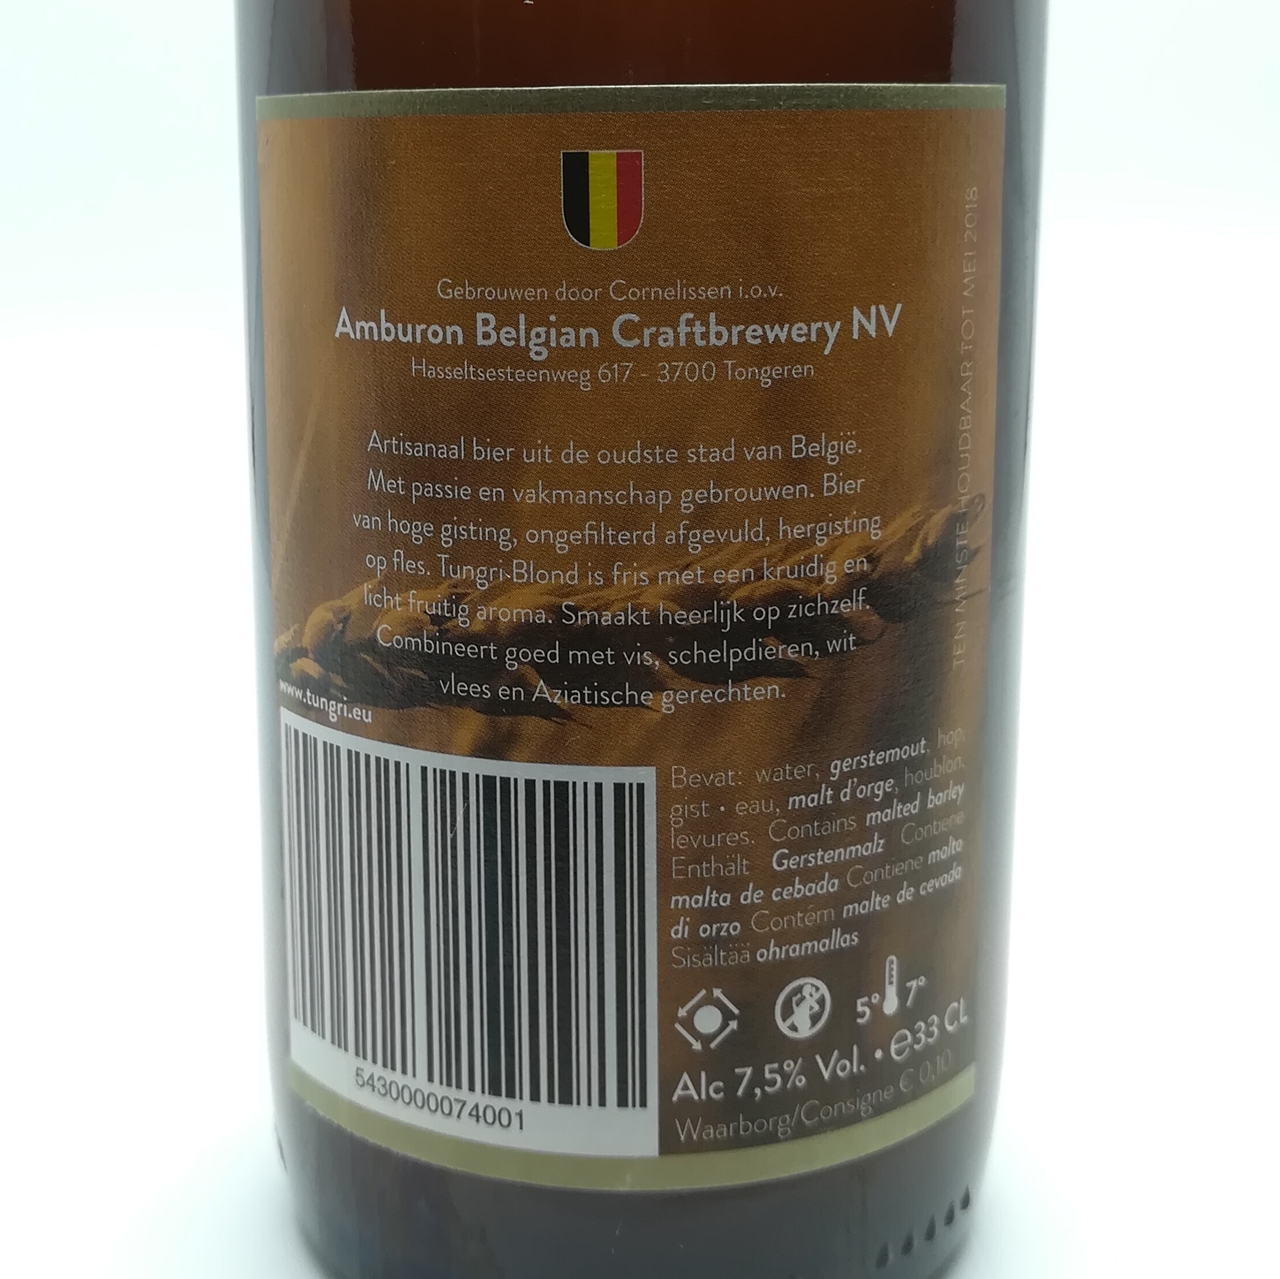 Gebrouwen door Cornelissen i.o.v.
Amburon Belgian Craftbrewery NV
Hasseltsesteenweg 617 - 3700 Tongeren
Artisanaal bier uit de oudste stad van België.
Met passie en vakmanschap gebrouwen. Bier
van hoge gisting, ongefilterd afgevuld, hergisting
op fles. Tungri-Blond is fris met een kruidig en
licht fruitig aroma. Smaakt heerlijk op zichzelf.
Combineert goed met vis, schelpdieren, wit
vlees en Aziatische gerechten.
TEN MINSTE HOUDBAAR TOT MEI 2018
www.tungri.eu
5430000074001
Bevat: water, gerstemout, hop,
gist • eau, malt d'orge, houblon,
levures. Contains malted barley
Enthält Gerstenmalz Contiene
malta de cebada Contiene malto
di orzo Contém malte de cevada
Sisältää ohramallas
5° 7°
Alc 7,5% Vol. • e33 CL
Waarborg/Consigne € 0,10